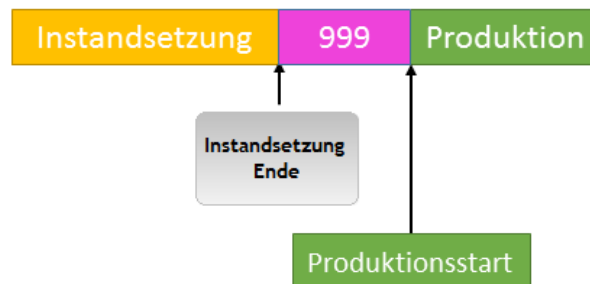 Instandsetzung 999 Produktion
Instandsetzung
Ende
Produktionsstart